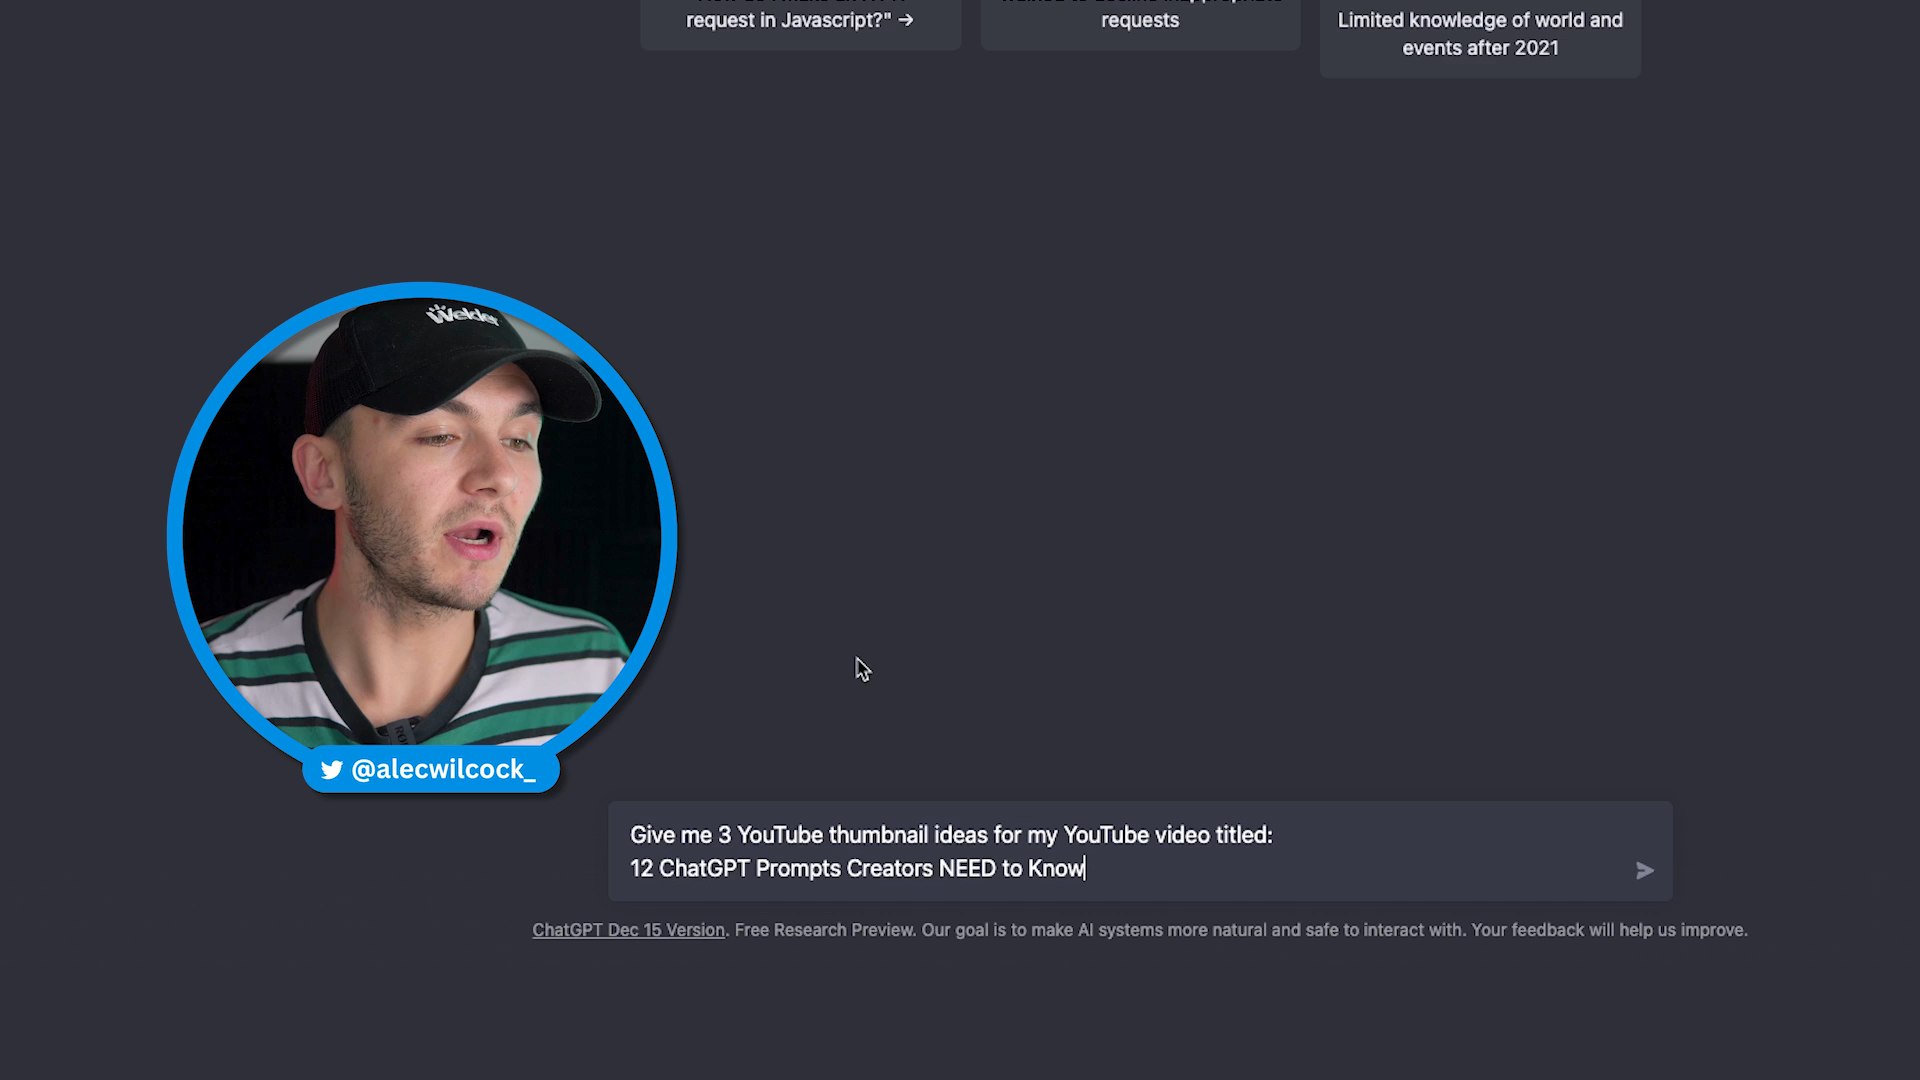 request in Javascript?" →
requests
Limited knowledge of world and
events after 2021
Welder
@alecwilcock_
Give me 3 YouTube thumbnail ideas for my YouTube video titled:
12 ChatGPT Prompts Creators NEED to Know
ChatGPT Dec 15 Version. Free Research Preview. Our goal is to make AI systems more natural and safe to interact with. Your feedback will help us improve.